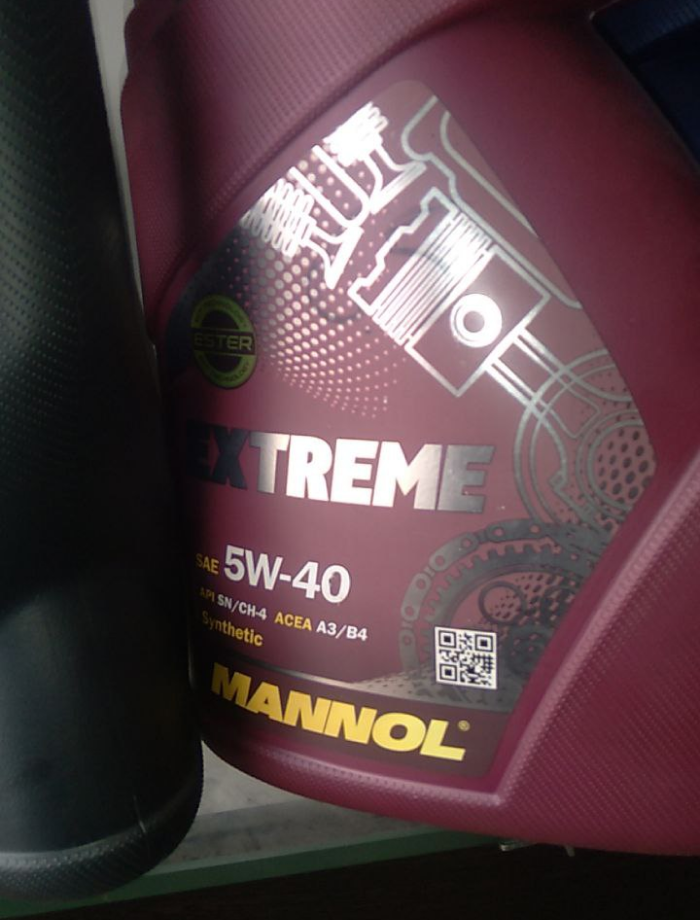 ESTER
EXTREME
SAE 5W-40
API SN/CH-4 ACEA A3/B4
Synthetic
MANNOL®